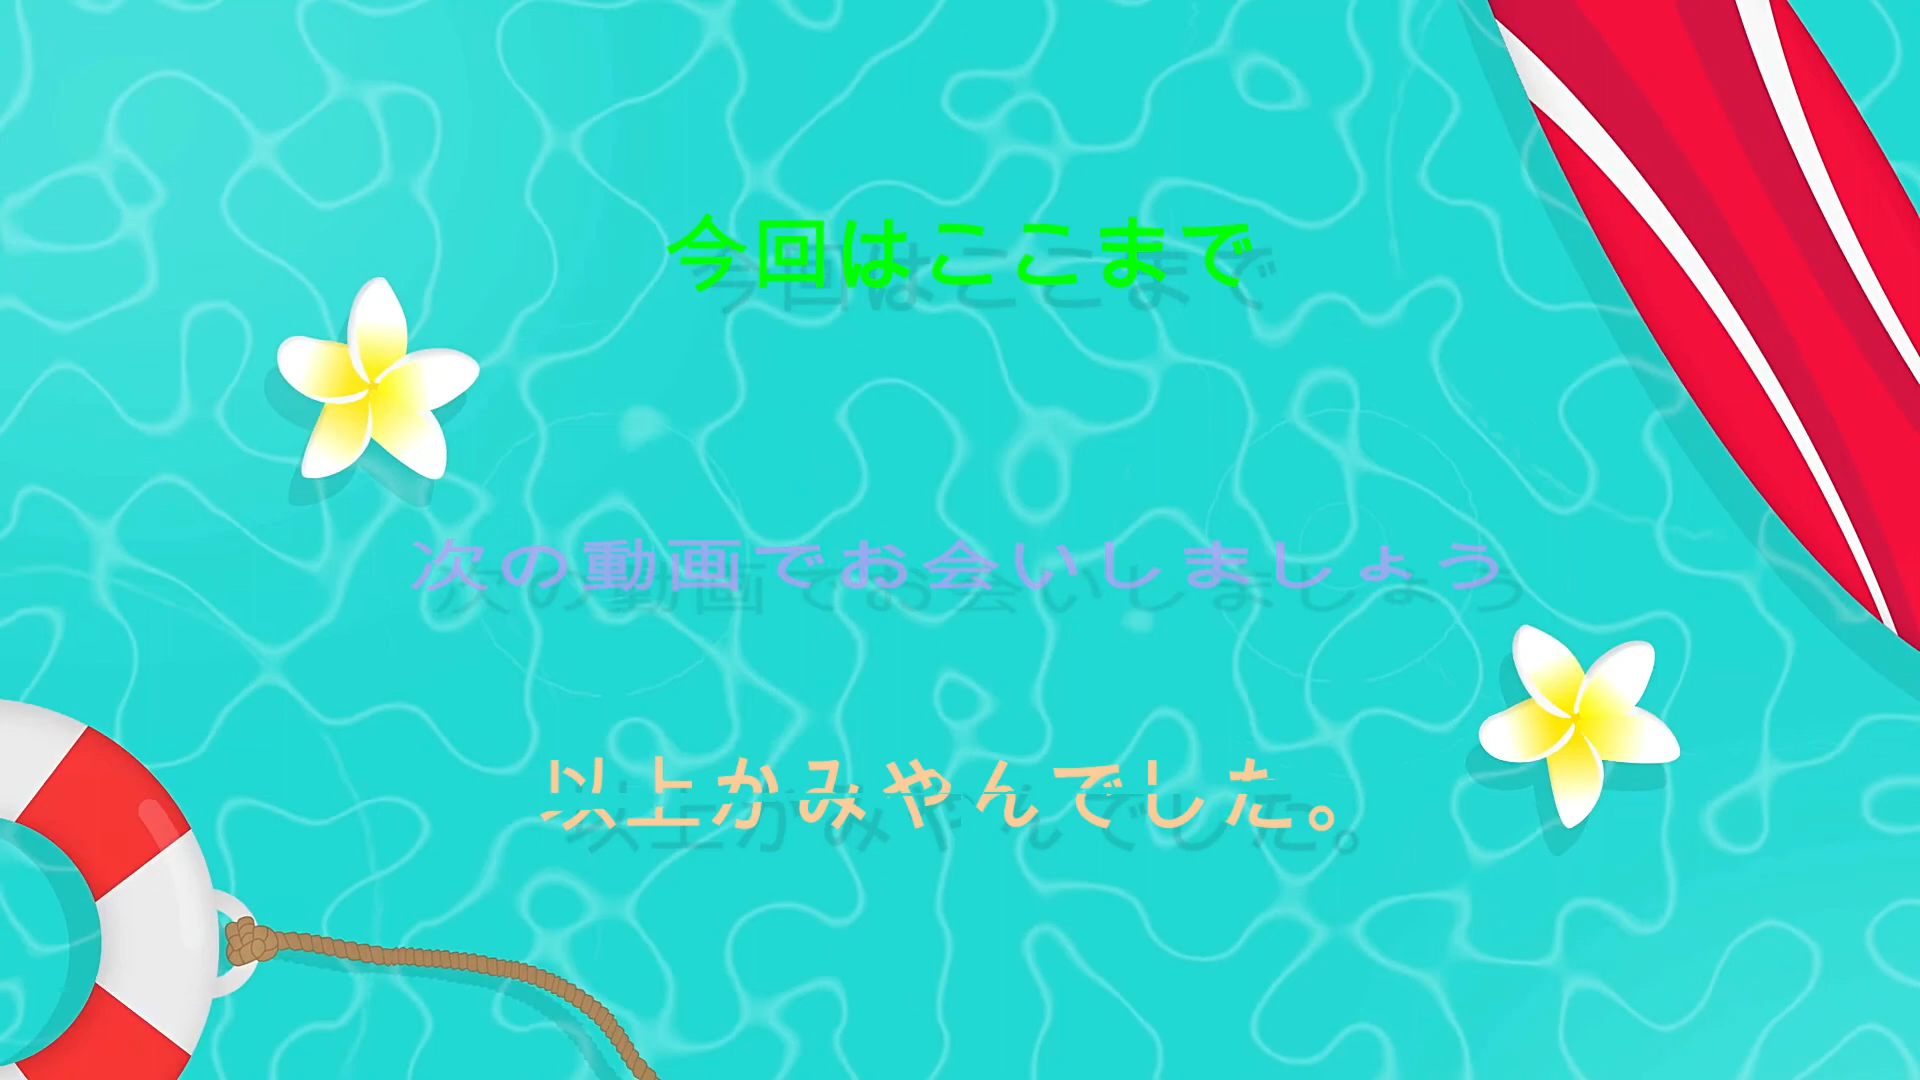 今回はここまで
次の動画でお会いしましょう
以上かみやんでした。